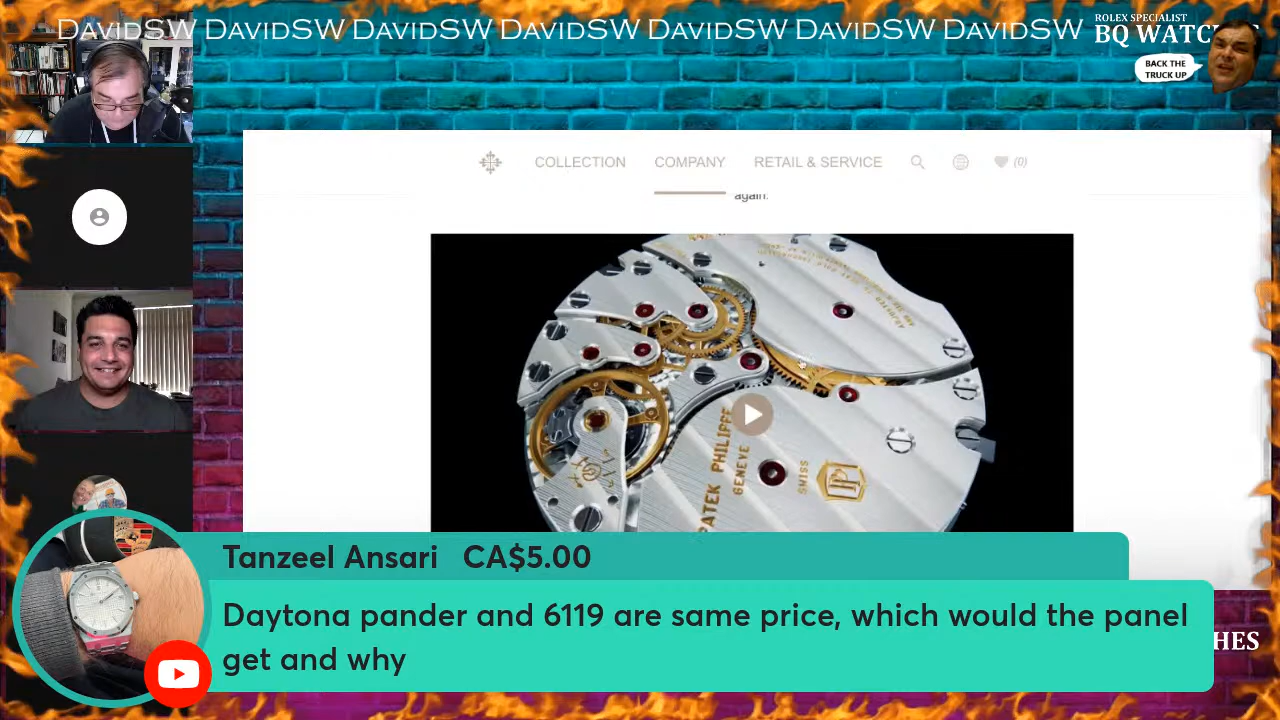 DAVIDSW DAVIDSW DAVIDSW DAVIDSW DAVIDSW DAVIDSW DAVIDSW
ROLEX SPECIALIST
BQ WATC
BACK THE
TRUCK UP
COLLECTION COMPANY RETAIL & SERVICE (0)
again.
PATEK PHILIPPE
GENEVE
SWISS
PP
Tanzeel Ansari CA$5.00
Daytona pander and 6119 are same price, which would the panel
get and why
HES